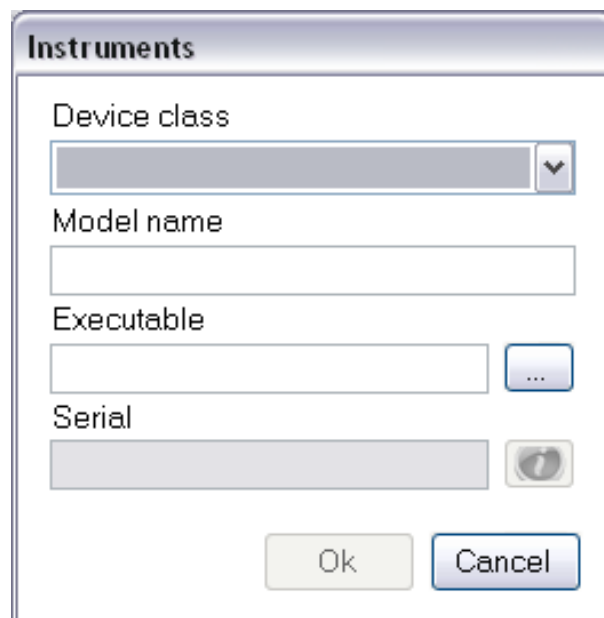 Instruments
Device class
Model name
Executable
...
Serial
i
Ok
Cancel